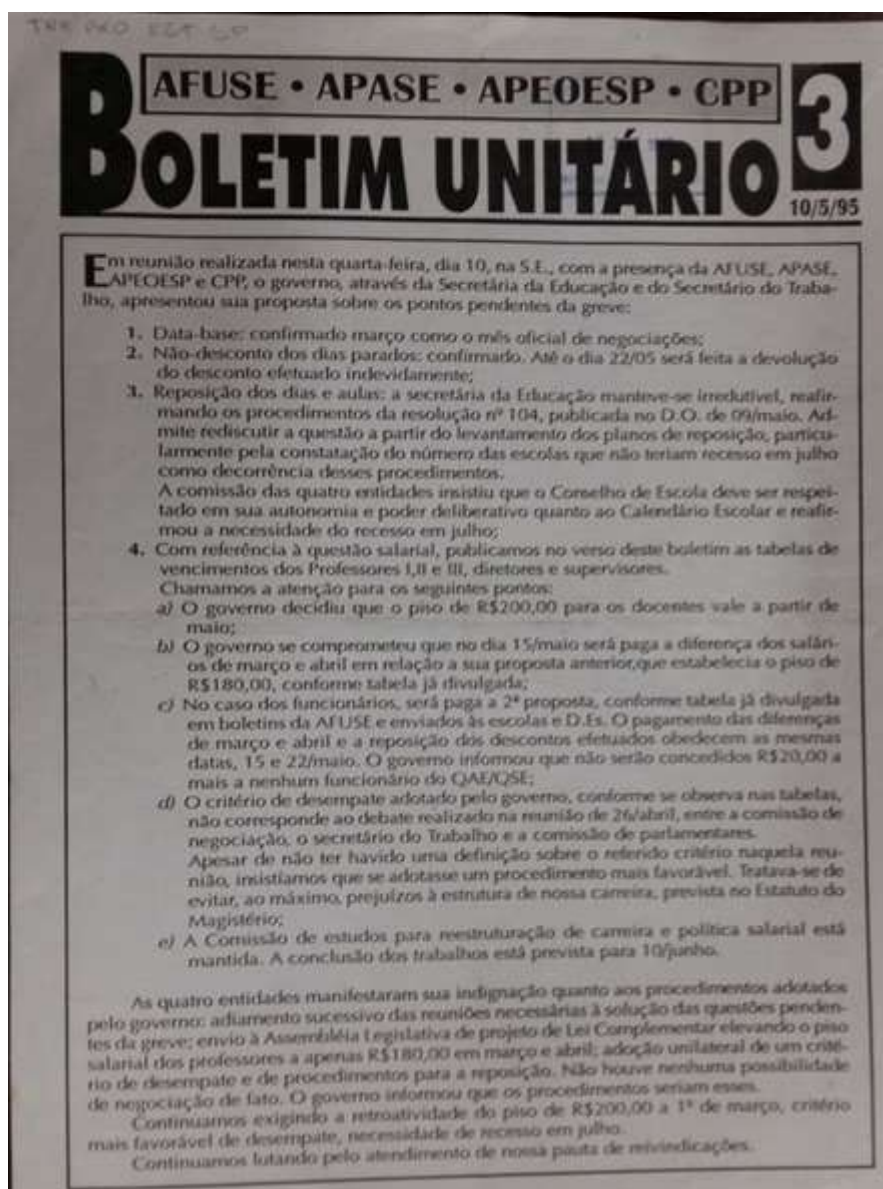 AFUSE • APASE • APEOESP • CPP
BOLETIM UNITÁRIO
3
10/5/95
Em reunião realizada nesta quarta-feira, dia 10, na S.E., com a presença da AFUSE, APASE,
APEOESP e CPP, o governo, através da Secretária da Educação e do Secretário do Traba-
lho, apresentou sua proposta sobre os pontos pendentes da greve:
1. Data-base: confirmado março como o mês oficial de negociações;
2. Não-desconto dos dias parados: confirmado. Até o dia 22/05 será feita a devolução
do desconto efetuado indevidamente;
3. Reposição dos dias e aulas: a secretária da Educação manteve-se irredutível, reafir-
mando os procedimentos da resolução nº 104, publicada no D.O. de 09/maio. Ad-
mite rediscutir a questão a partir do levantamento dos planos de reposição, particu-
larmente pela constatação do número das escolas que não teriam recesso em julho
como decorrência desses procedimentos.
A comissão das quatro entidades insistiu que o Conselho de Escola deve ser respei-
tado em sua autonomia e poder deliberativo quanto ao Calendário Escolar e reafir-
mou a necessidade do recesso em julho;
4. Com referência à questão salarial, publicamos no verso deste boletim as tabelas de
vencimentos dos Professores I,II e III, diretores e supervisores.
Chamamos a atenção para os seguintes pontos:
a) O governo decidiu que o piso de R$200,00 para os docentes vale a partir de
maio;
b) O governo se comprometeu que no dia 15/maio será paga a diferença dos salári-
os de março e abril em relação a sua proposta anterior,que estabelecia o piso de
R$180,00, conforme tabela já divulgada;
c) No caso dos funcionários, será paga a 2ª proposta, conforme tabela já divulgada
em boletins da AFUSE e enviados às escolas e D.Es. O pagamento das diferenças
de março e abril e a reposição dos descontos efetuados obedecem as mesmas
datas, 15 e 22/maio. O governo informou que não serão concedidos R$20,00 a
mais a nenhum funcionário do QAE/QSE;
d) O critério de desempate adotado pelo governo, conforme se observa nas tabelas,
não corresponde ao debate realizado na reunião de 26/abril, entre a comissão de
negociação, o secretário do Trabalho e a comissão de parlamentares.
Apesar de não ter havido uma definição sobre o referido critério naquela reu-
nião, insistíamos que se adotasse um procedimento mais favorável. Tratava-se de
evitar, ao máximo, prejuízos à estrutura de nossa carreira, prevista no Estatuto do
Magistério;
e) A Comissão de estudos para reestruturação de carreira e política salarial está
mantida. A conclusão dos trabalhos está prevista para 10/junho.
As quatro entidades manifestaram sua indignação quanto aos procedimentos adotados
pelo governo: adiamento sucessivo das reuniões necessárias à solução das questões penden-
tes da greve; envio à Assembléia Legislativa de projeto de Lei Complementar elevando o piso
salarial dos professores a apenas R$180,00 em março e abril; adoção unilateral de um crité-
rio de desempate e de procedimentos para a reposição. Não houve nenhuma possibilidade
de negociação de fato. O governo informou que os procedimentos seriam esses.
Continuamos exigindo a retroatividade do piso de R$200,00 a 1º de março, critério
mais favorável de desempate, necessidade de recesso em julho.
Continuamos lutando pelo atendimento de nossa pauta de reivindicações.